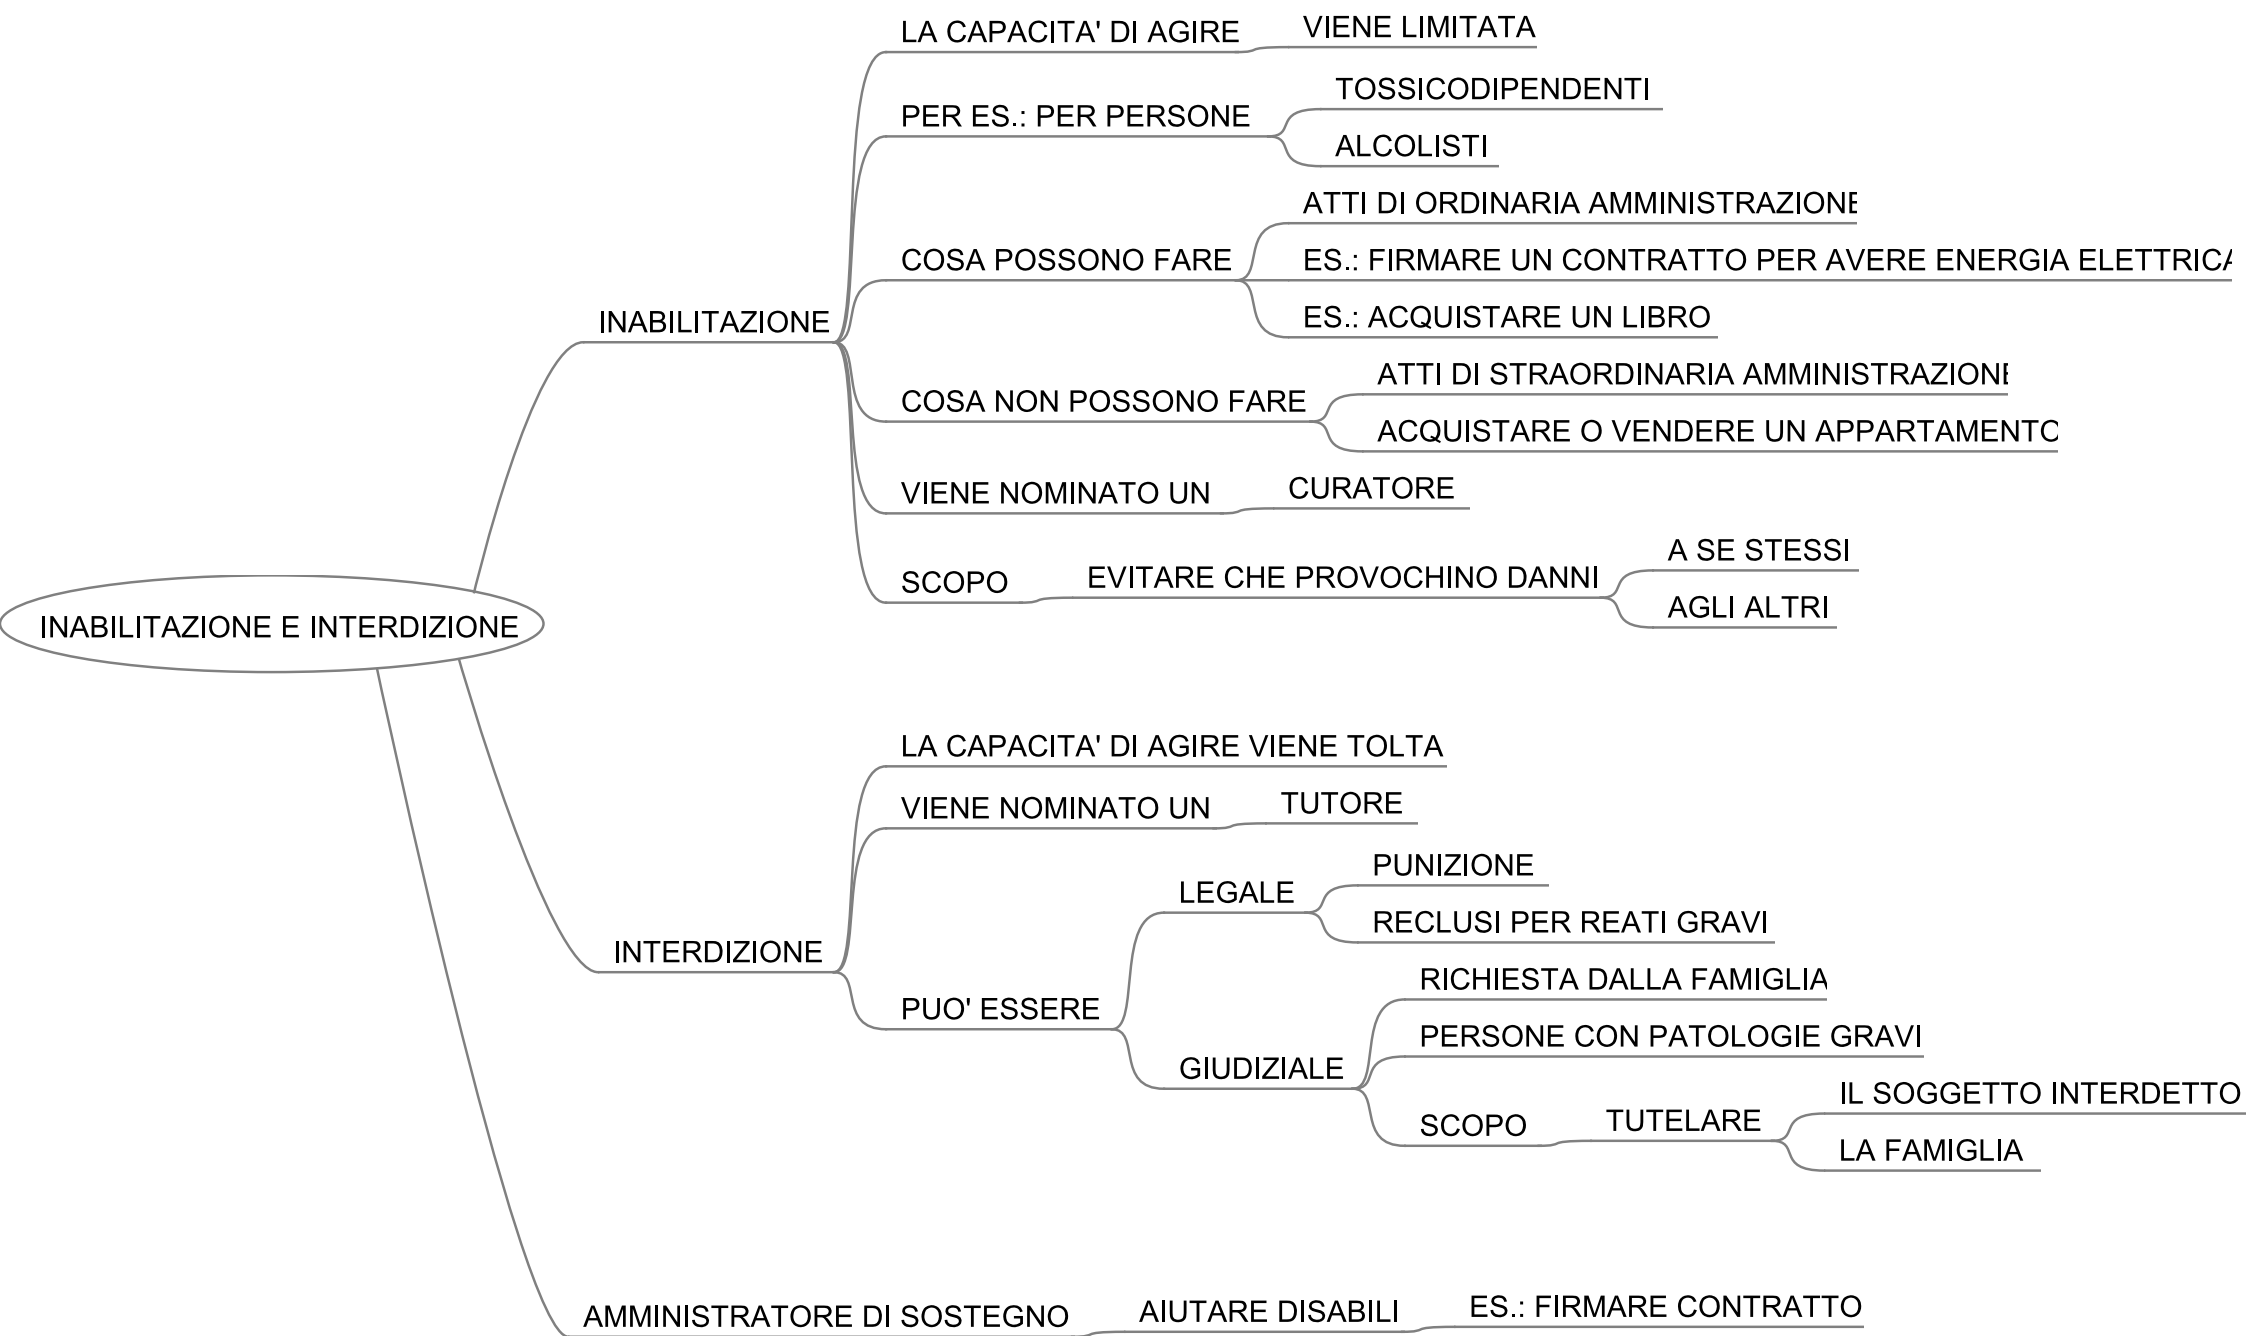 LA CAPACITA' DI AGIRE
VIENE LIMITATA
PER ES.: PER PERSONE
TOSSICODIPENDENTI
ALCOLISTI
COSA POSSONO FARE
ATTI DI ORDINARIA AMMINISTRAZIONE
ES.: FIRMARE UN CONTRATTO PER AVERE ENERGIA ELETTRICA
ES.: ACQUISTARE UN LIBRO
INABILITAZIONE
COSA NON POSSONO FARE
ATTI DI STRAORDINARIA AMMINISTRAZIONE
ACQUISTARE O VENDERE UN APPARTAMENTO
VIENE NOMINATO UN
CURATORE
SCOPO
EVITARE CHE PROVOCHINO DANNI
A SE STESSI
AGLI ALTRI
INABILITAZIONE E INTERDIZIONE
LA CAPACITA' DI AGIRE VIENE TOLTA
VIENE NOMINATO UN
TUTORE
INTERDIZIONE
PUO' ESSERE
LEGALE
PUNIZIONE
RECLUSI PER REATI GRAVI
GIUDIZIALE
RICHIESTA DALLA FAMIGLIA
PERSONE CON PATOLOGIE GRAVI
SCOPO
TUTELARE
IL SOGGETTO INTERDETTO
LA FAMIGLIA
AMMINISTRATORE DI SOSTEGNO
AIUTARE DISABILI
ES.: FIRMARE CONTRATTO